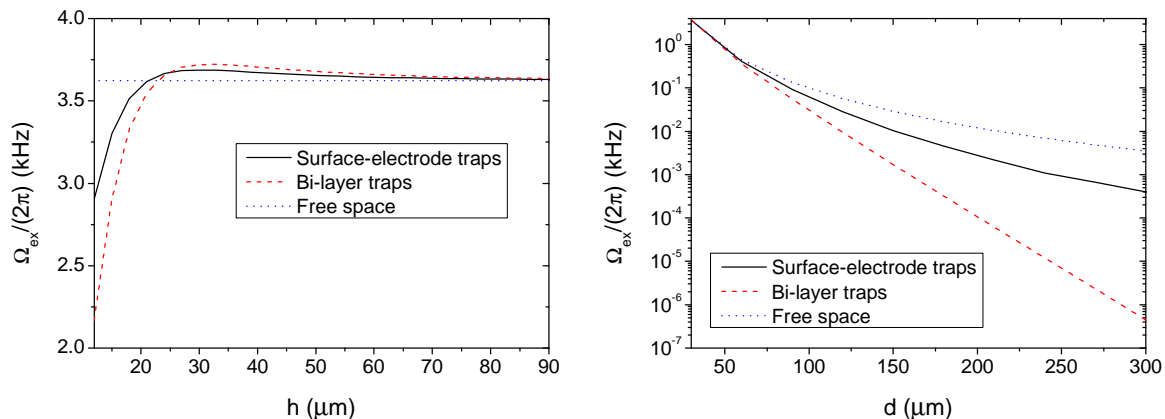 4.0
3.5
3.0
2.5
2.0
Ω_ex/(2π) (kHz)
Surface-electrode traps
Bi-layer traps
Free space
20 30 40 50 60 70 80 90
h (μm)
10^0
10^-1
10^-2
10^-3
10^-4
10^-5
10^-6
10^-7
Ω_ex/(2π) (kHz)
Surface-electrode traps
Bi-layer traps
Free space
50 100 150 200 250 300
d (μm)